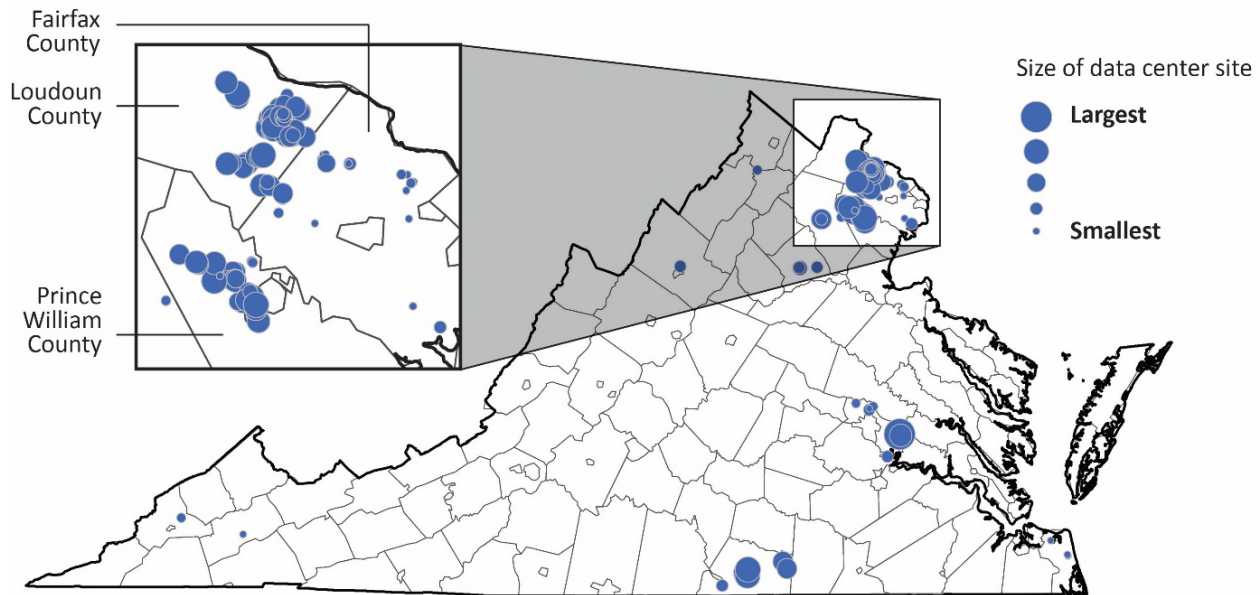 Fairfax
County
Loudoun
County
Prince
William
County
Size of data center site
Largest
Smallest